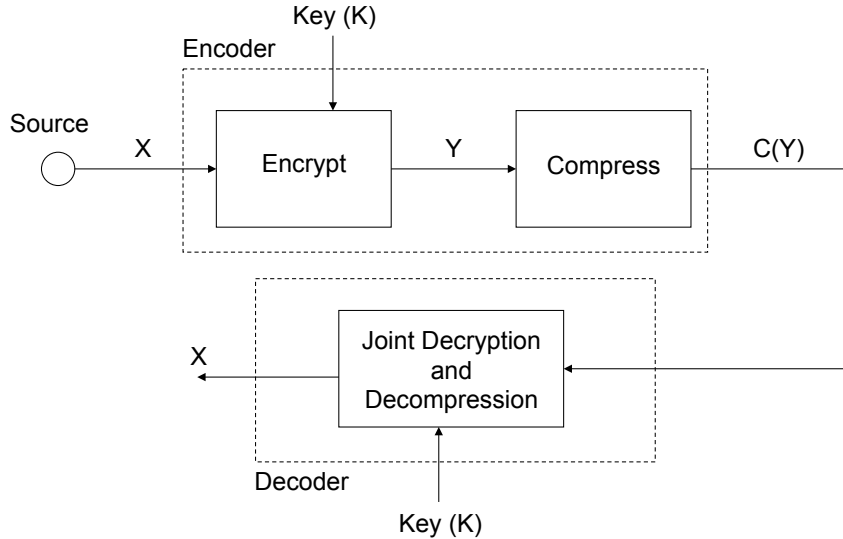 Key (K)
Encoder
Source
X
Encrypt
Y
Compress
C(Y)
X
Joint Decryption
and
Decompression
Decoder
Key (K)